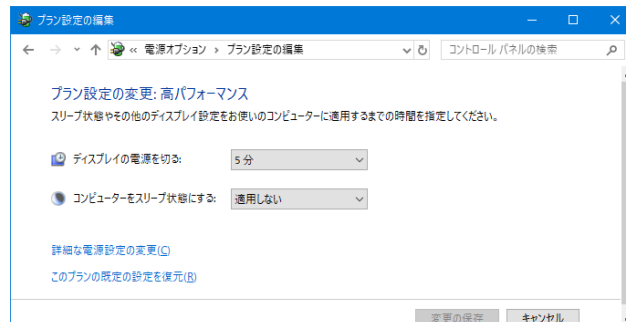 プラン設定の編集
« 電源オプション › プラン設定の編集
コントロール パネルの検索
プラン設定の変更: 高パフォーマンス
スリープ状態やその他のディスプレイ設定をお使いのコンピューターに適用するまでの時間を指定してください。
ディスプレイの電源を切る: 5 分
コンピューターをスリープ状態にする: 適用しない
詳細な電源設定の変更(C)
このプランの既定の設定を復元(R)
変更の保存 キャンセル